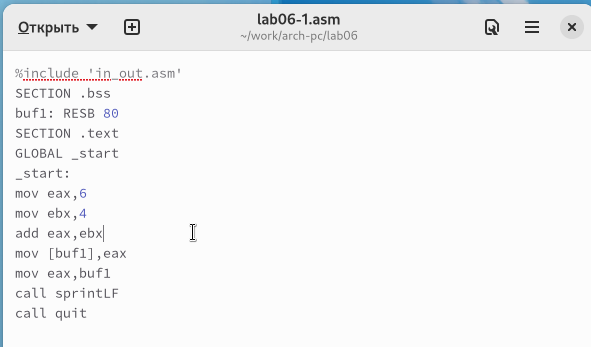 Открыть
lab06-1.asm
~/work/arch-pc/lab06
%include 'in_out.asm'
SECTION .bss
buf1: RESB 80
SECTION .text
GLOBAL _start
_start:
mov eax,6
mov ebx,4
add eax,ebx
mov [buf1],eax
mov eax,buf1
call sprintLF
call quit